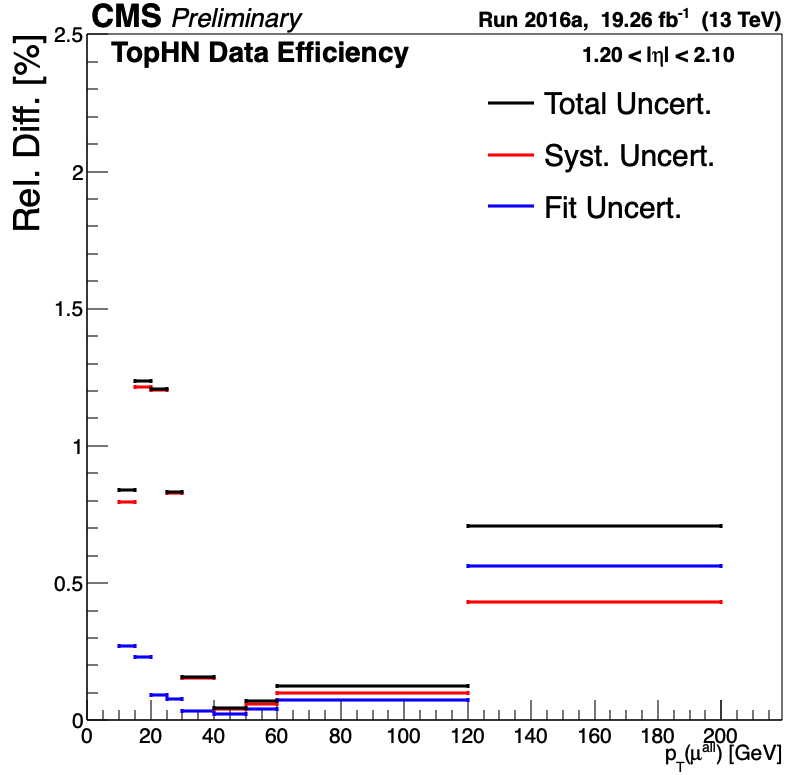 CMS Preliminary Run 2016a, 19.26 fb⁻¹ (13 TeV)
TopHN Data Efficiency 1.20 < |η| < 2.10
Total Uncert.
Syst. Uncert.
Fit Uncert.
Rel. Diff. [%]
2.5
2
1.5
1
0.5
0
0 20 40 60 80 100 120 140 160 180 200
p_T(μ^all) [GeV]